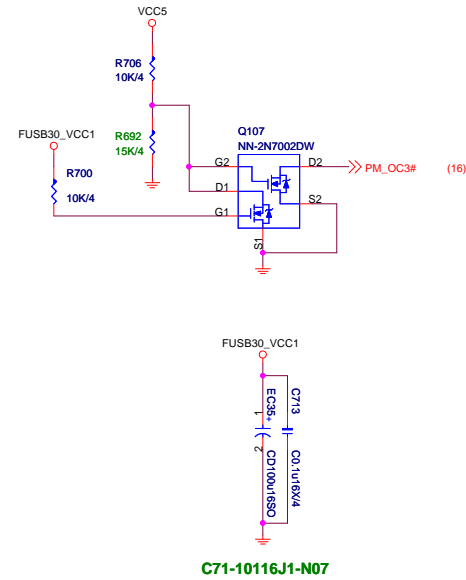 VCC5
R706
10K/4
FUSB30_VCC1
R692
15K/4
R700
10K/4
Q107
NN-2N7002DW
G2
D2
PM_OC3#
(16)
D1
S2
G1
S1
FUSB30_VCC1
C713
EC35
+
1
2
C0.1u16X/4
CD100u16SO
C71-10116J1-N07